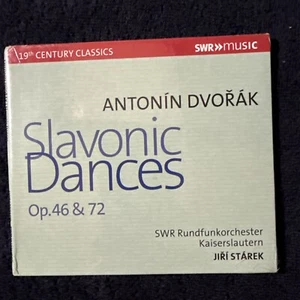 19th CENTURY CLASSICS
SWR»music
ANTONÍN DVOŘÁK
Slavonic
Dances
Op.46 & 72
SWR Rundfunkorchester
Kaiserslautern
JIŘÍ STÁREK